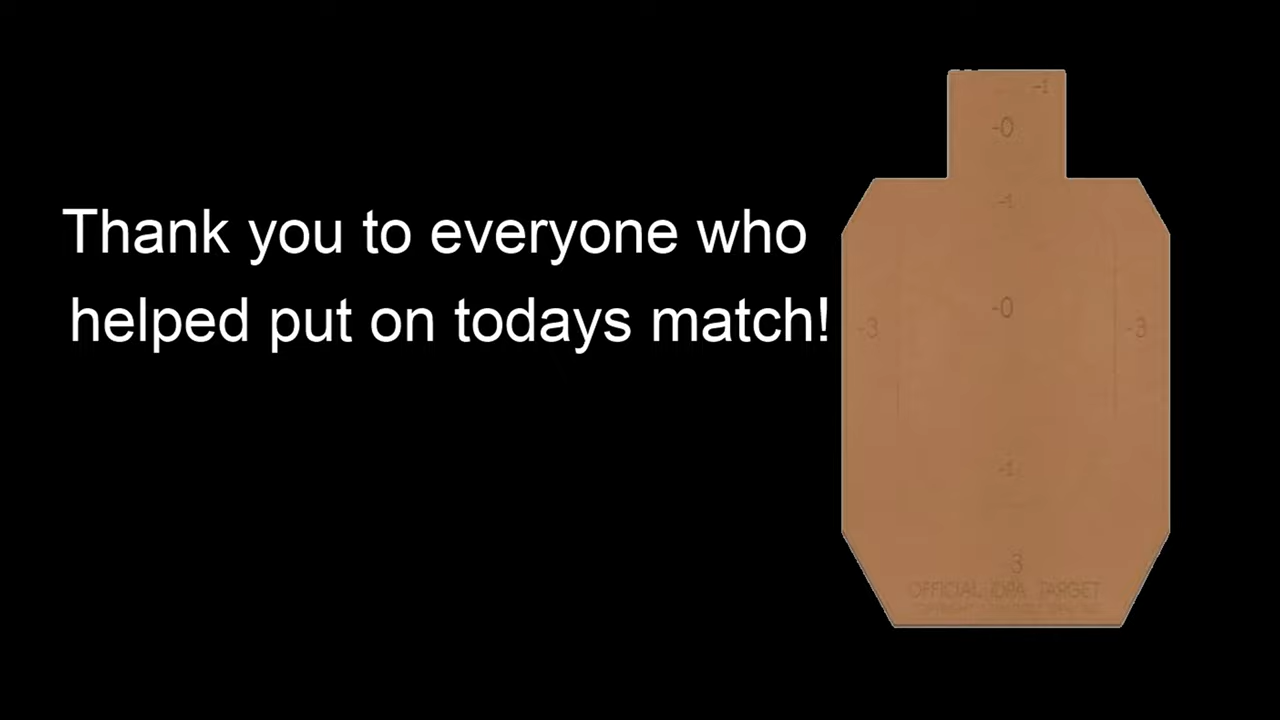 Thank you to everyone who
helped put on todays match!
-1
-0
-1
-0
-3
-3
-1
3
OFFICIAL IDPA TARGET